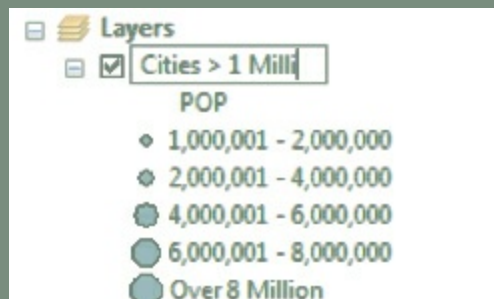 Layers
Cities > 1 Milli
POP
1,000,001 - 2,000,000
2,000,001 - 4,000,000
4,000,001 - 6,000,000
6,000,001 - 8,000,000
Over 8 Million